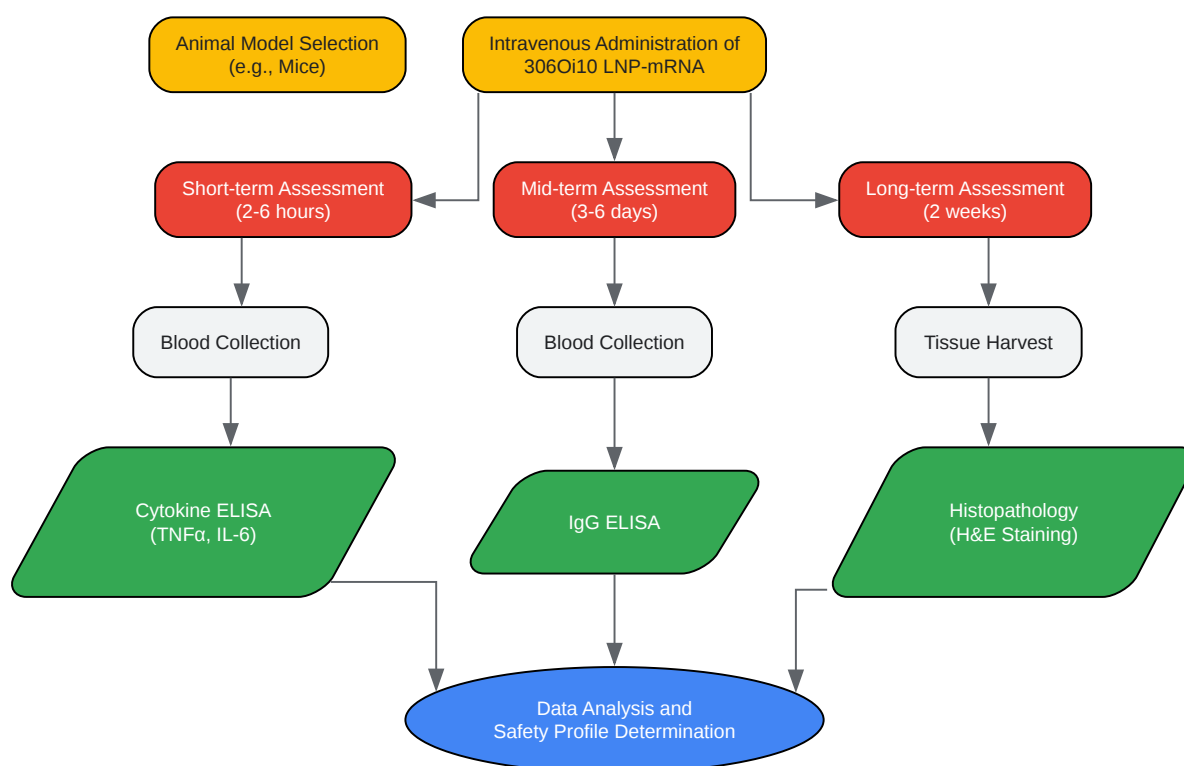 Animal Model Selection
(e.g., Mice)
Intravenous Administration of
306Oi10 LNP-mRNA
Short-term Assessment
(2-6 hours)
Mid-term Assessment
(3-6 days)
Long-term Assessment
(2 weeks)
Blood Collection
Blood Collection
Tissue Harvest
Cytokine ELISA
(TNFα, IL-6)
IgG ELISA
Histopathology
(H&E Staining)
Data Analysis and
Safety Profile Determination